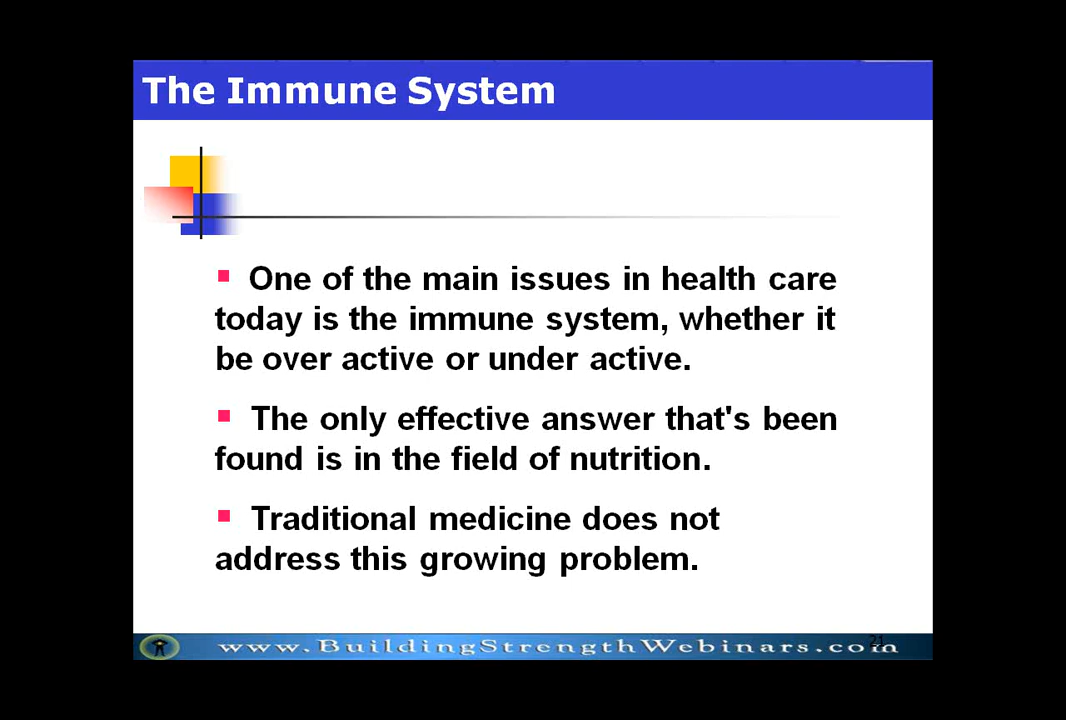 The Immune System
One of the main issues in health care
today is the immune system, whether it
be over active or under active.
The only effective answer that's been
found is in the field of nutrition.
Traditional medicine does not
address this growing problem.
www.BuildingStrengthWebinars.com
21